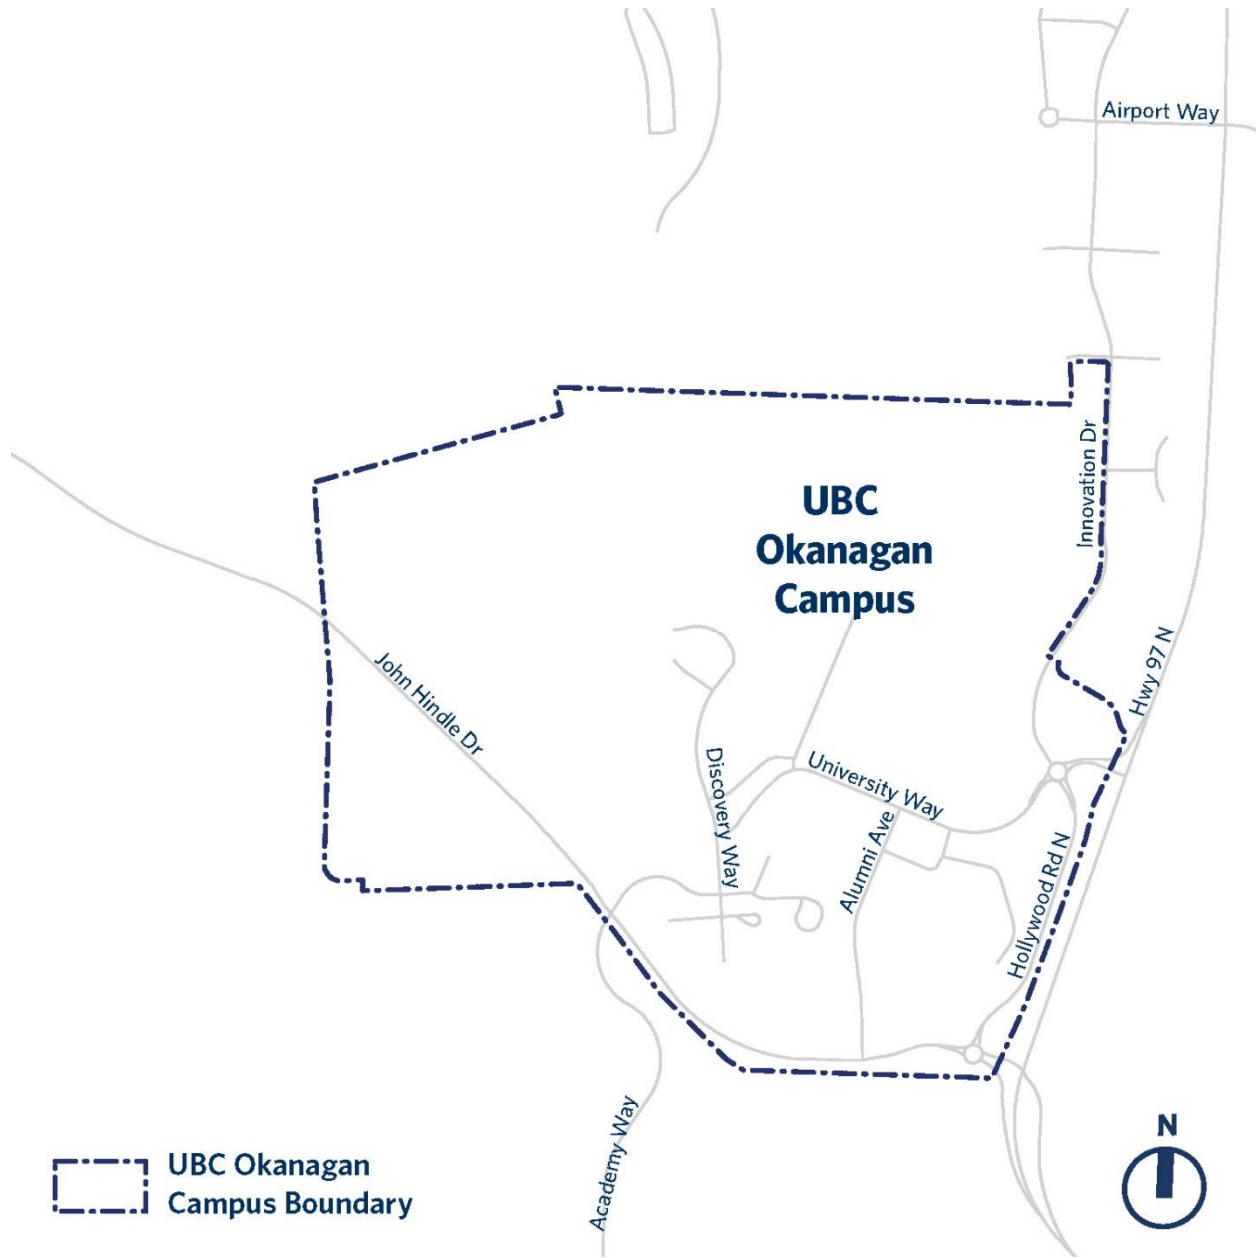 Airport Way
Innovation Dr
UBC
Okanagan
Campus
Hwy 97 N
John Hindle Dr
Discovery Way
University Way
Alumni Ave
Hollywood Rd N
Academy Way
N
UBC Okanagan
Campus Boundary